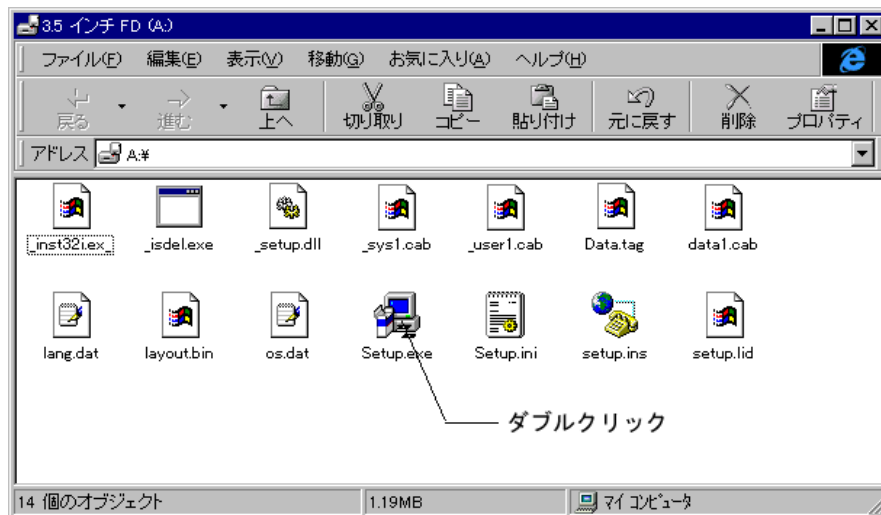 3.5 インチ FD (A:)
ファイル(F) 編集(E) 表示(V) 移動(G) お気に入り(A) ヘルプ(H)
戻る 進む 上へ 切り取り コピー 貼り付け 元に戻す 削除 プロパティ
アドレス A:¥
_inst32i.ex_ _isdel.exe _setup.dll _sys1.cab _user1.cab Data.tag data1.cab
lang.dat layout.bin os.dat Setup.exe Setup.ini setup.ins setup.lid
ダブルクリック
14 個のオブジェクト 1.19MB マイ コンピュータ